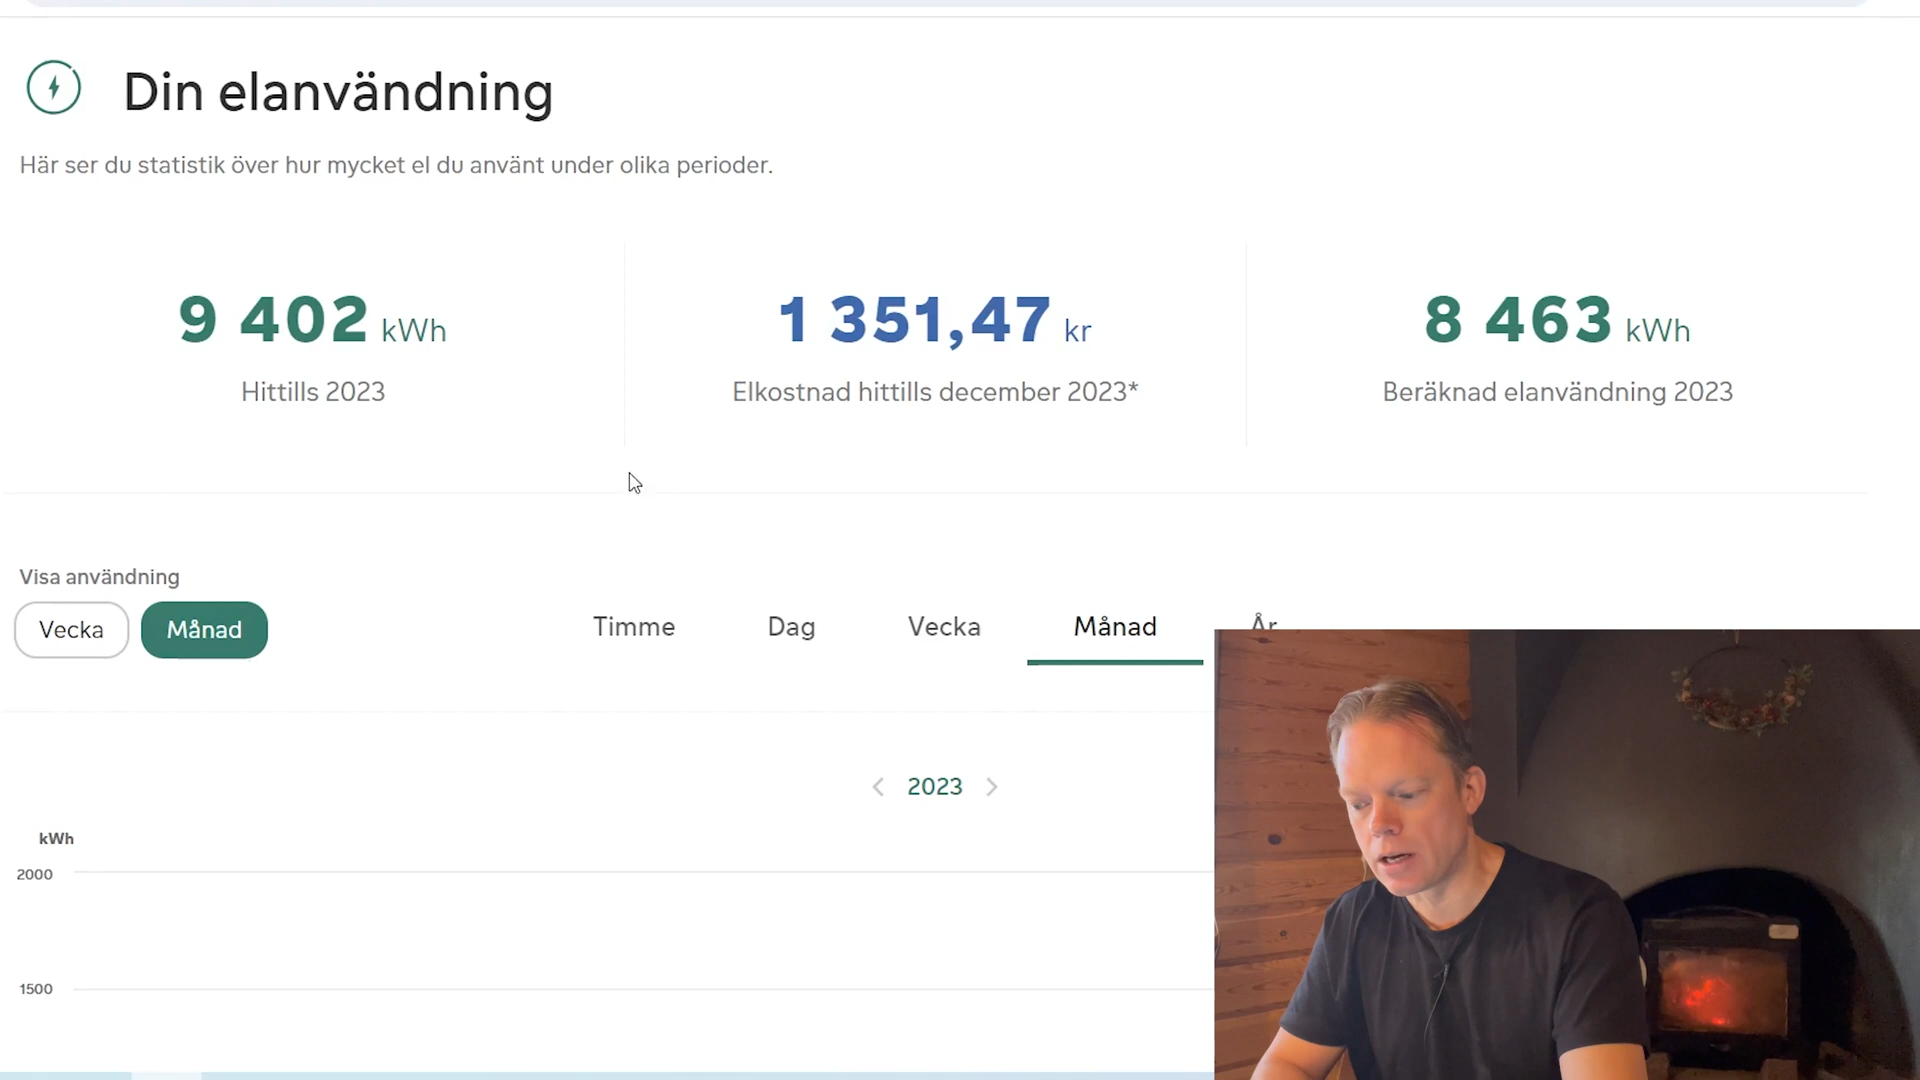 Din elanvändning
Här ser du statistik över hur mycket el du använt under olika perioder.
9 402 kWh
Hittills 2023
1 351,47 kr
Elkostnad hittills december 2023*
8 463 kWh
Beräknad elanvändning 2023
Visa användning
Vecka Månad
Timme Dag Vecka Månad År
2023
kWh
2000
1500